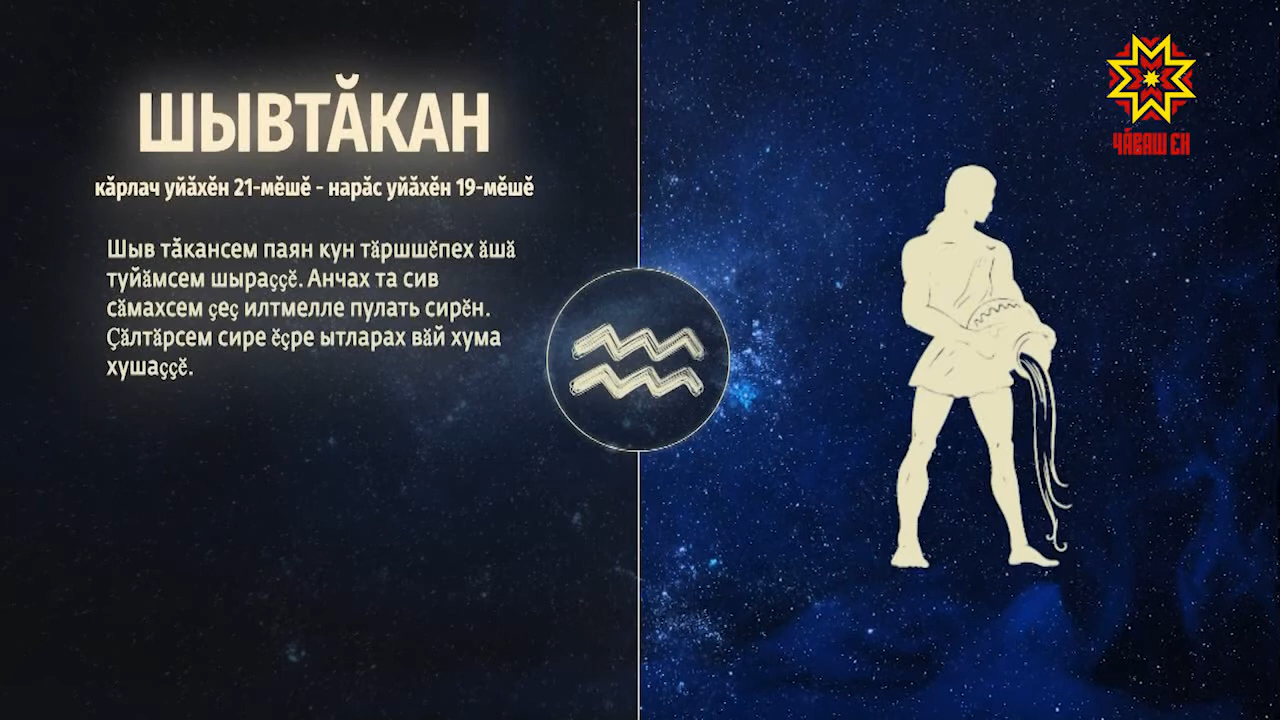 ШЫВТӐКАН
кӑрлач уйӑхӗн 21-мӗшӗ - нарӑс уйӑхӗн 19-мӗшӗ
Шыв тӑкансем паян кун тӑршшӗпех ӑшӑ
туйӑмсем шыраҫҫӗ. Анчах та сив
сӑмахсем ҫеҫ илтмелле пулать сирӗн.
Ҫӑлтӑрсем сире ӗҫре ытларах вӑй хума
хушаҫҫӗ.
ЧӐВАШ ЕН